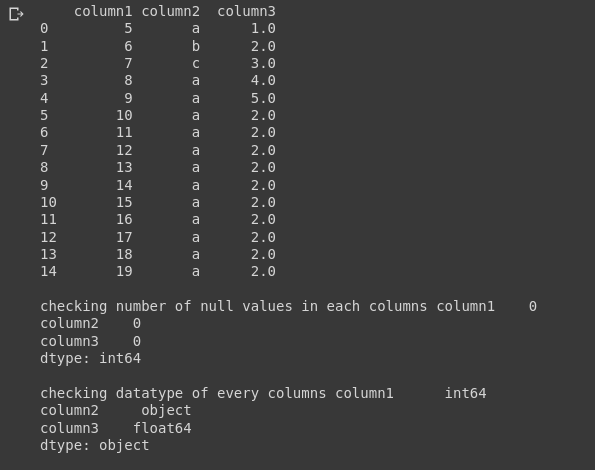 column1 column2  column3
0         5       a      1.0
1         6       b      2.0
2         7       c      3.0
3         8       a      4.0
4         9       a      5.0
5        10       a      2.0
6        11       a      2.0
7        12       a      2.0
8        13       a      2.0
9        14       a      2.0
10       15       a      2.0
11       16       a      2.0
12       17       a      2.0
13       18       a      2.0
14       19       a      2.0
checking number of null values in each columns column1    0
column2    0
column3    0
dtype: int64
checking datatype of every columns column1      int64
column2     object
column3    float64
dtype: object